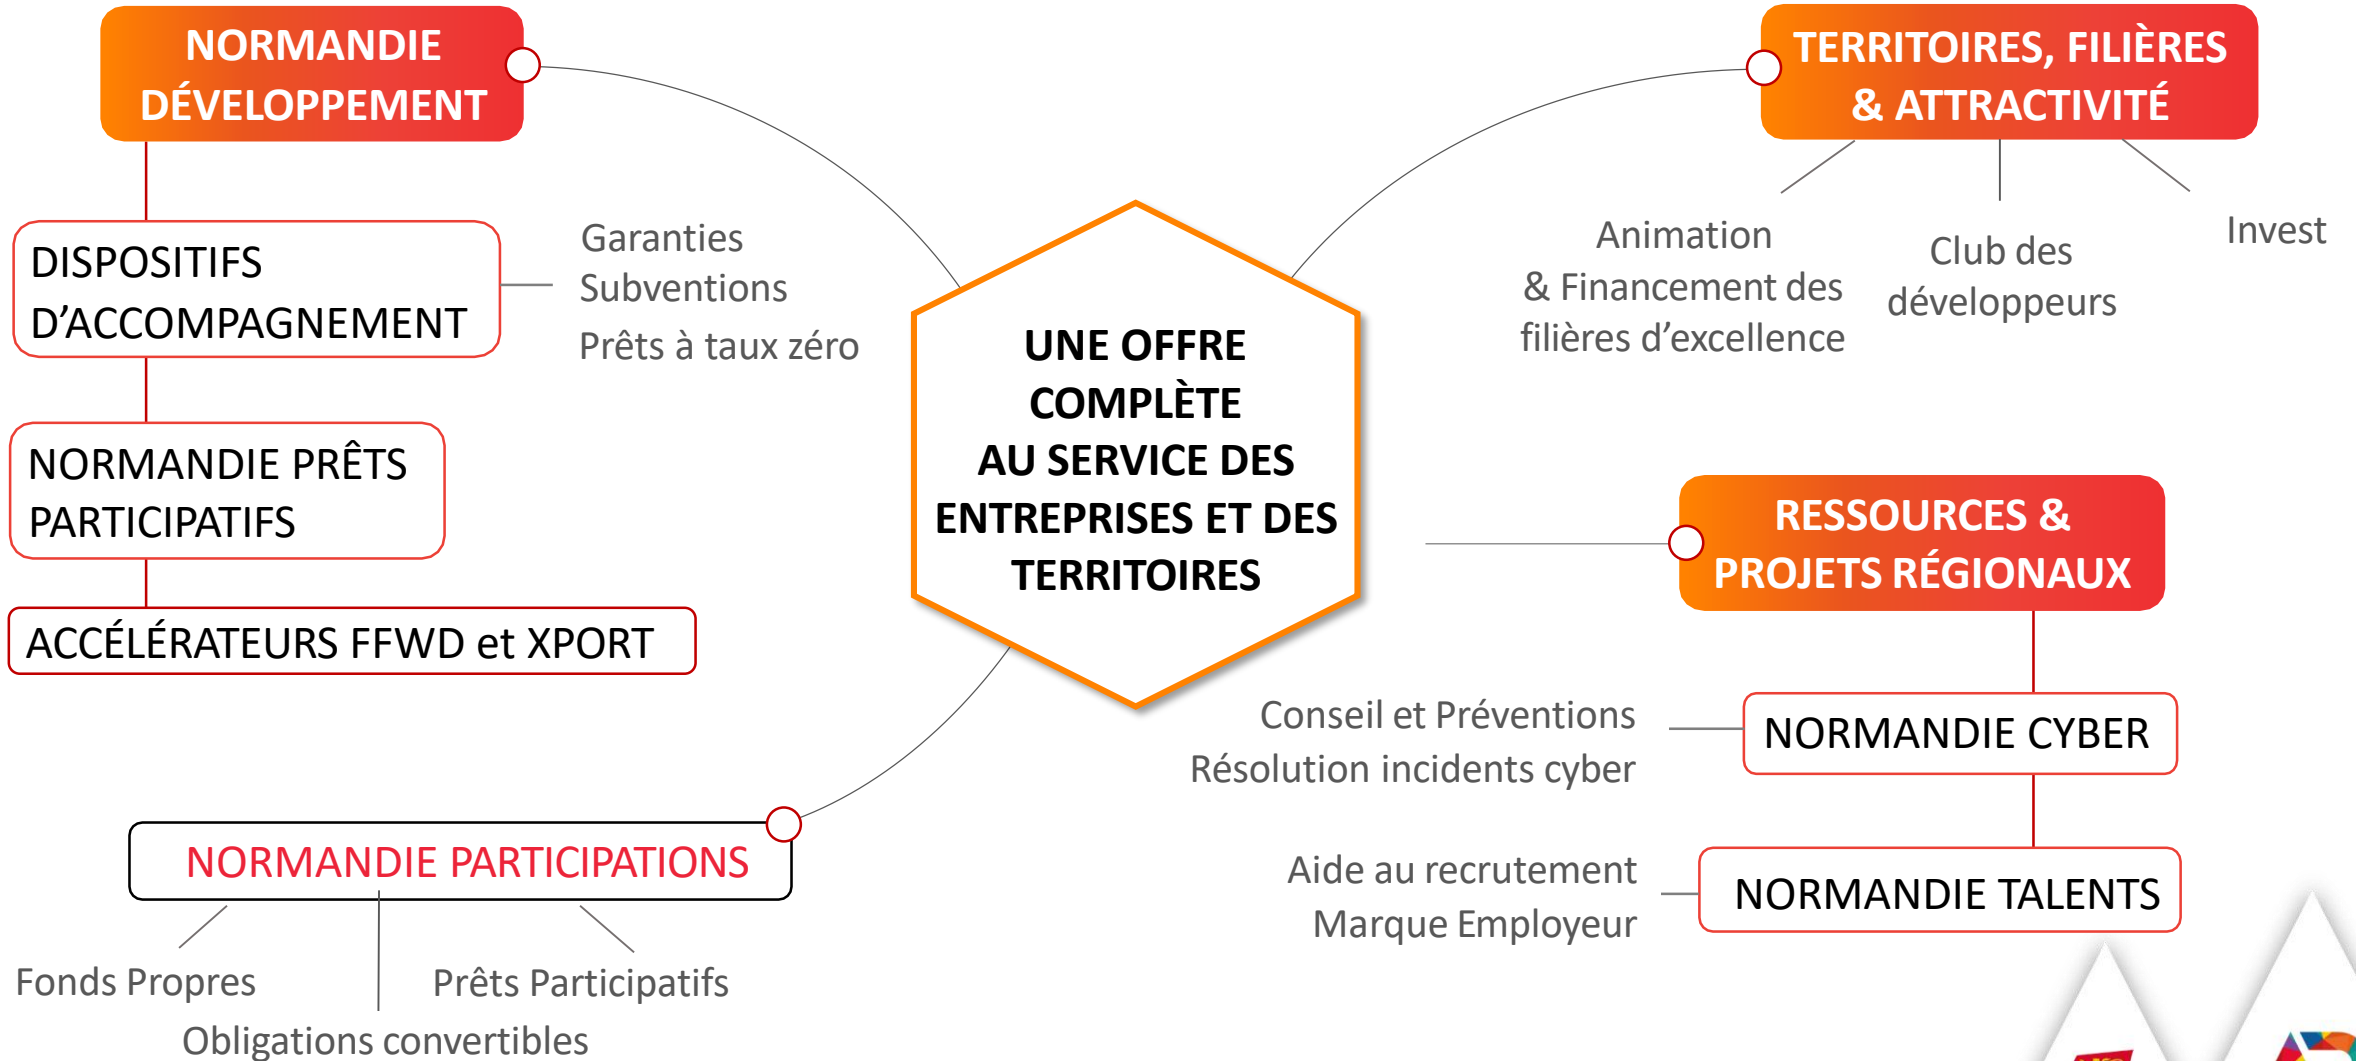 NORMANDIE
DÉVELOPPEMENT
DISPOSITIFS
D’ACCOMPAGNEMENT
Garanties
Subventions
Prêts à taux zéro
NORMANDIE PRÊTS
PARTICIPATIFS
ACCÉLÉRATEURS FFWD et XPORT
UNE OFFRE
COMPLÈTE
AU SERVICE DES
ENTREPRISES ET DES
TERRITOIRES
TERRITOIRES, FILIÈRES
& ATTRACTIVITÉ
Animation
& Financement des
filières d’excellence
Club des
développeurs
Invest
RESSOURCES &
PROJETS RÉGIONAUX
Conseil et Préventions
Résolution incidents cyber
NORMANDIE CYBER
Aide au recrutement
Marque Employeur
NORMANDIE TALENTS
NORMANDIE PARTICIPATIONS
Fonds Propres
Prêts Participatifs
Obligations convertibles